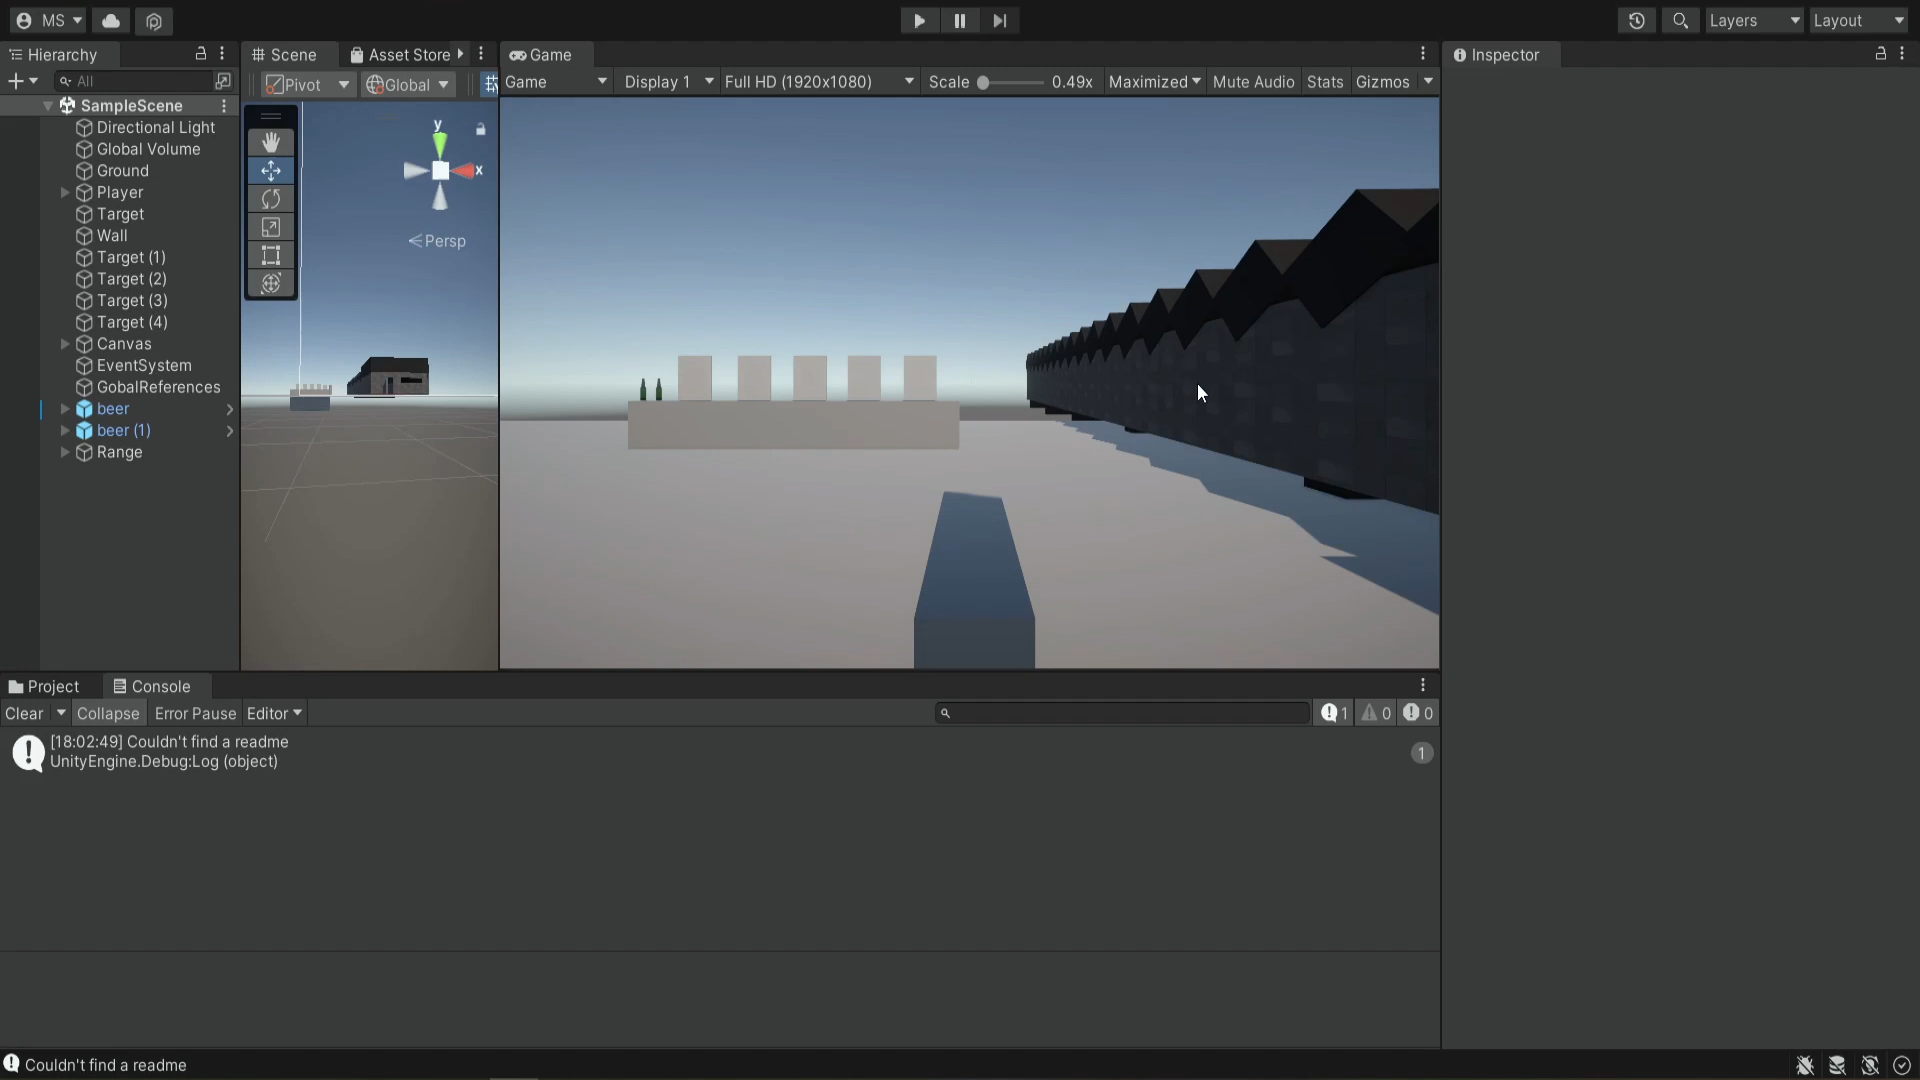 MS
Layers
Layout
Hierarchy
Scene
Asset Store
Game
Inspector
All
Pivot
Global
Game
Display 1
Full HD (1920x1080)
Scale
0.49x
Maximized
Mute Audio
Stats
Gizmos
SampleScene
Directional Light
Global Volume
Ground
Player
Target
Wall
Target (1)
Target (2)
Target (3)
Target (4)
Canvas
EventSystem
GobalReferences
beer
beer (1)
Range
y
x
Persp
Project
Console
Clear
Collapse
Error Pause
Editor
1
0
0
[18:02:49] Couldn't find a readme
UnityEngine.Debug:Log (object)
1
Couldn't find a readme